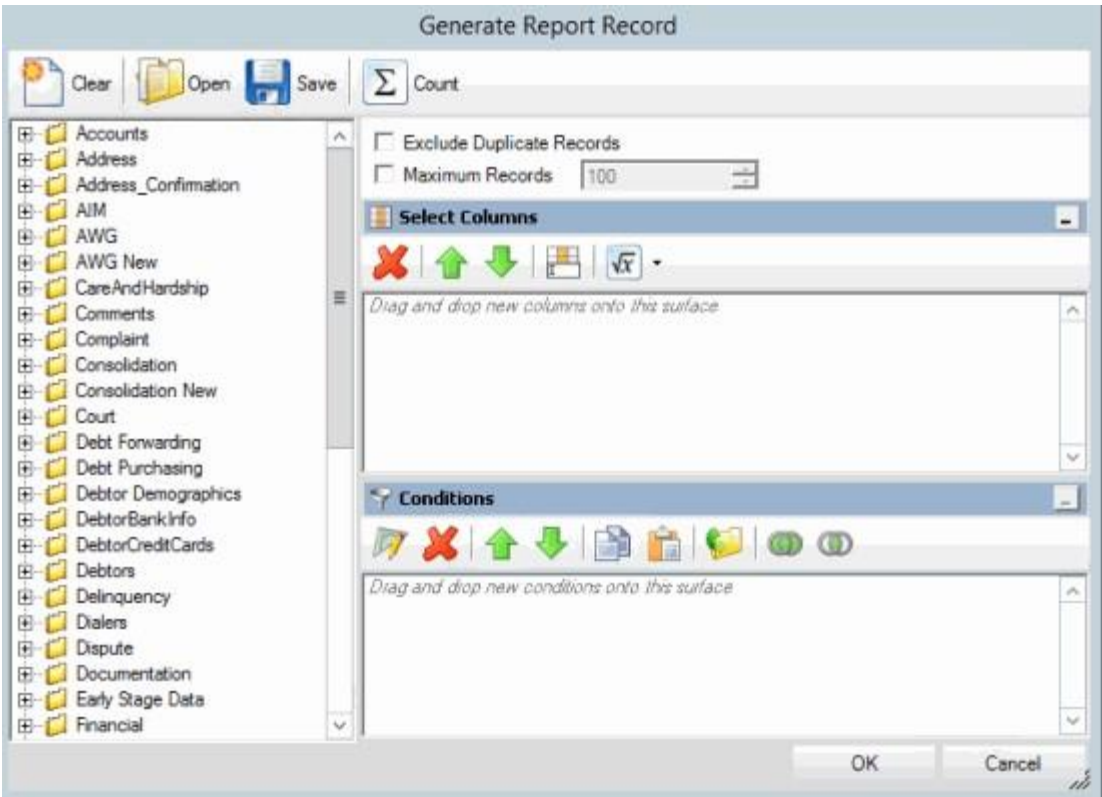 Generate Report Record
Clear Open Save Σ Count
Accounts
Address
Address_Confirmation
AIM
AWG
AWG New
CareAndHardship
Comments
Complaint
Consolidation
Consolidation New
Court
Debt Forwarding
Debt Purchasing
Debtor Demographics
DebtorBankInfo
DebtorCreditCards
Debtors
Delinquency
Dialers
Dispute
Documentation
Early Stage Data
Financial
Exclude Duplicate Records
Maximum Records 100
Select Columns
√x
Drag and drop new columns onto this surface
Conditions
Drag and drop new conditions onto this surface
OK Cancel